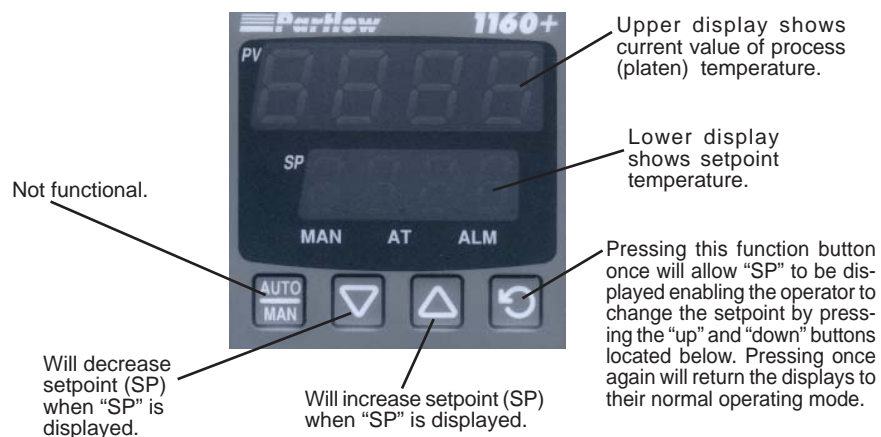 Partlow 1160+
PV
SP
MAN AT ALM
AUTO
MAN
Upper display shows
current value of process
(platen) temperature.
Lower display
shows setpoint
temperature.
Not functional.
Pressing this function button
once will allow “SP” to be dis-
played enabling the operator to
change the setpoint by press-
ing the “up” and “down” buttons
located below. Pressing once
again will return the displays to
their normal operating mode.
Will decrease
setpoint (SP)
when “SP” is
displayed.
Will increase setpoint (SP)
when “SP” is displayed.